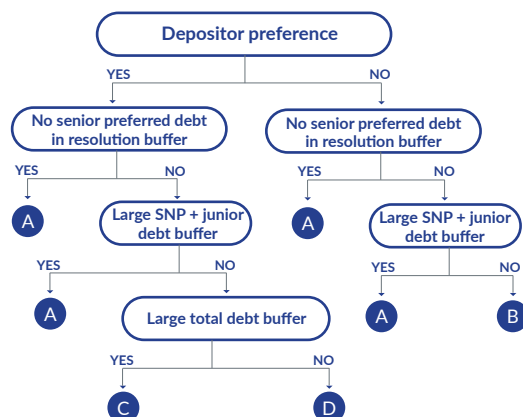 Depositor preference
YES
NO
No senior preferred debt
in resolution buffer
No senior preferred debt
in resolution buffer
YES
NO
YES
NO
A
Large SNP + junior
debt buffer
A
Large SNP + junior
debt buffer
YES
NO
YES
NO
A
Large total debt buffer
A
B
YES
NO
C
D